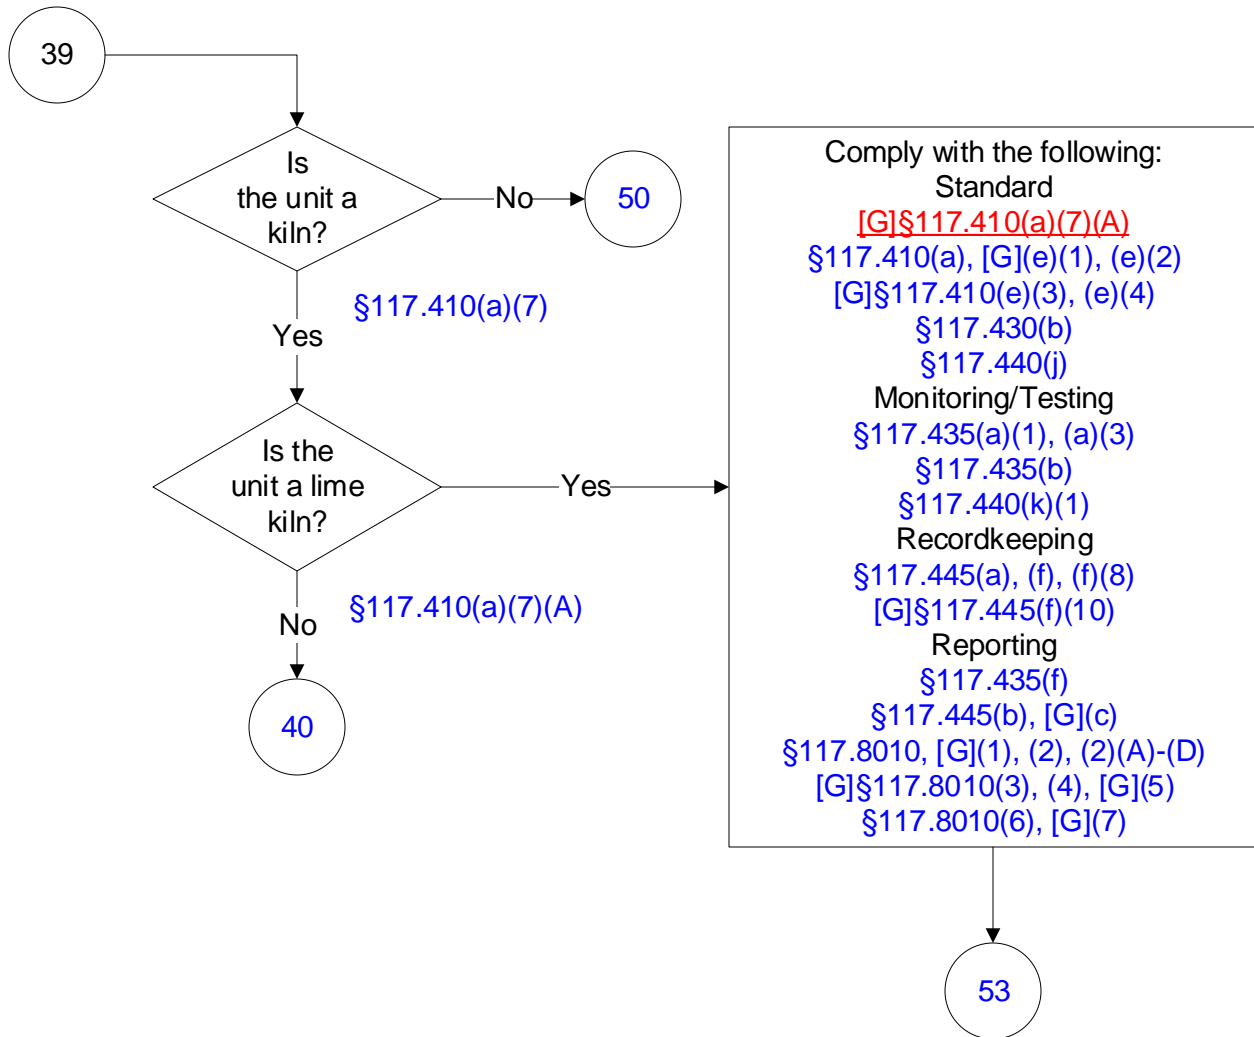 39
Is
the unit a
kiln?
No
50
§117.410(a)(7)
Yes
Is the
unit a lime
kiln?
Yes
§117.410(a)(7)(A)
No
40
Comply with the following:
Standard
[G]§117.410(a)(7)(A)
§117.410(a), [G](e)(1), (e)(2)
[G]§117.410(e)(3), (e)(4)
§117.430(b)
§117.440(j)
Monitoring/Testing
§117.435(a)(1), (a)(3)
§117.435(b)
§117.440(k)(1)
Recordkeeping
§117.445(a), (f), (f)(8)
[G]§117.445(f)(10)
Reporting
§117.435(f)
§117.445(b), [G](c)
§117.8010, [G](1), (2), (2)(A)-(D)
[G]§117.8010(3), (4), [G](5)
§117.8010(6), [G](7)
53